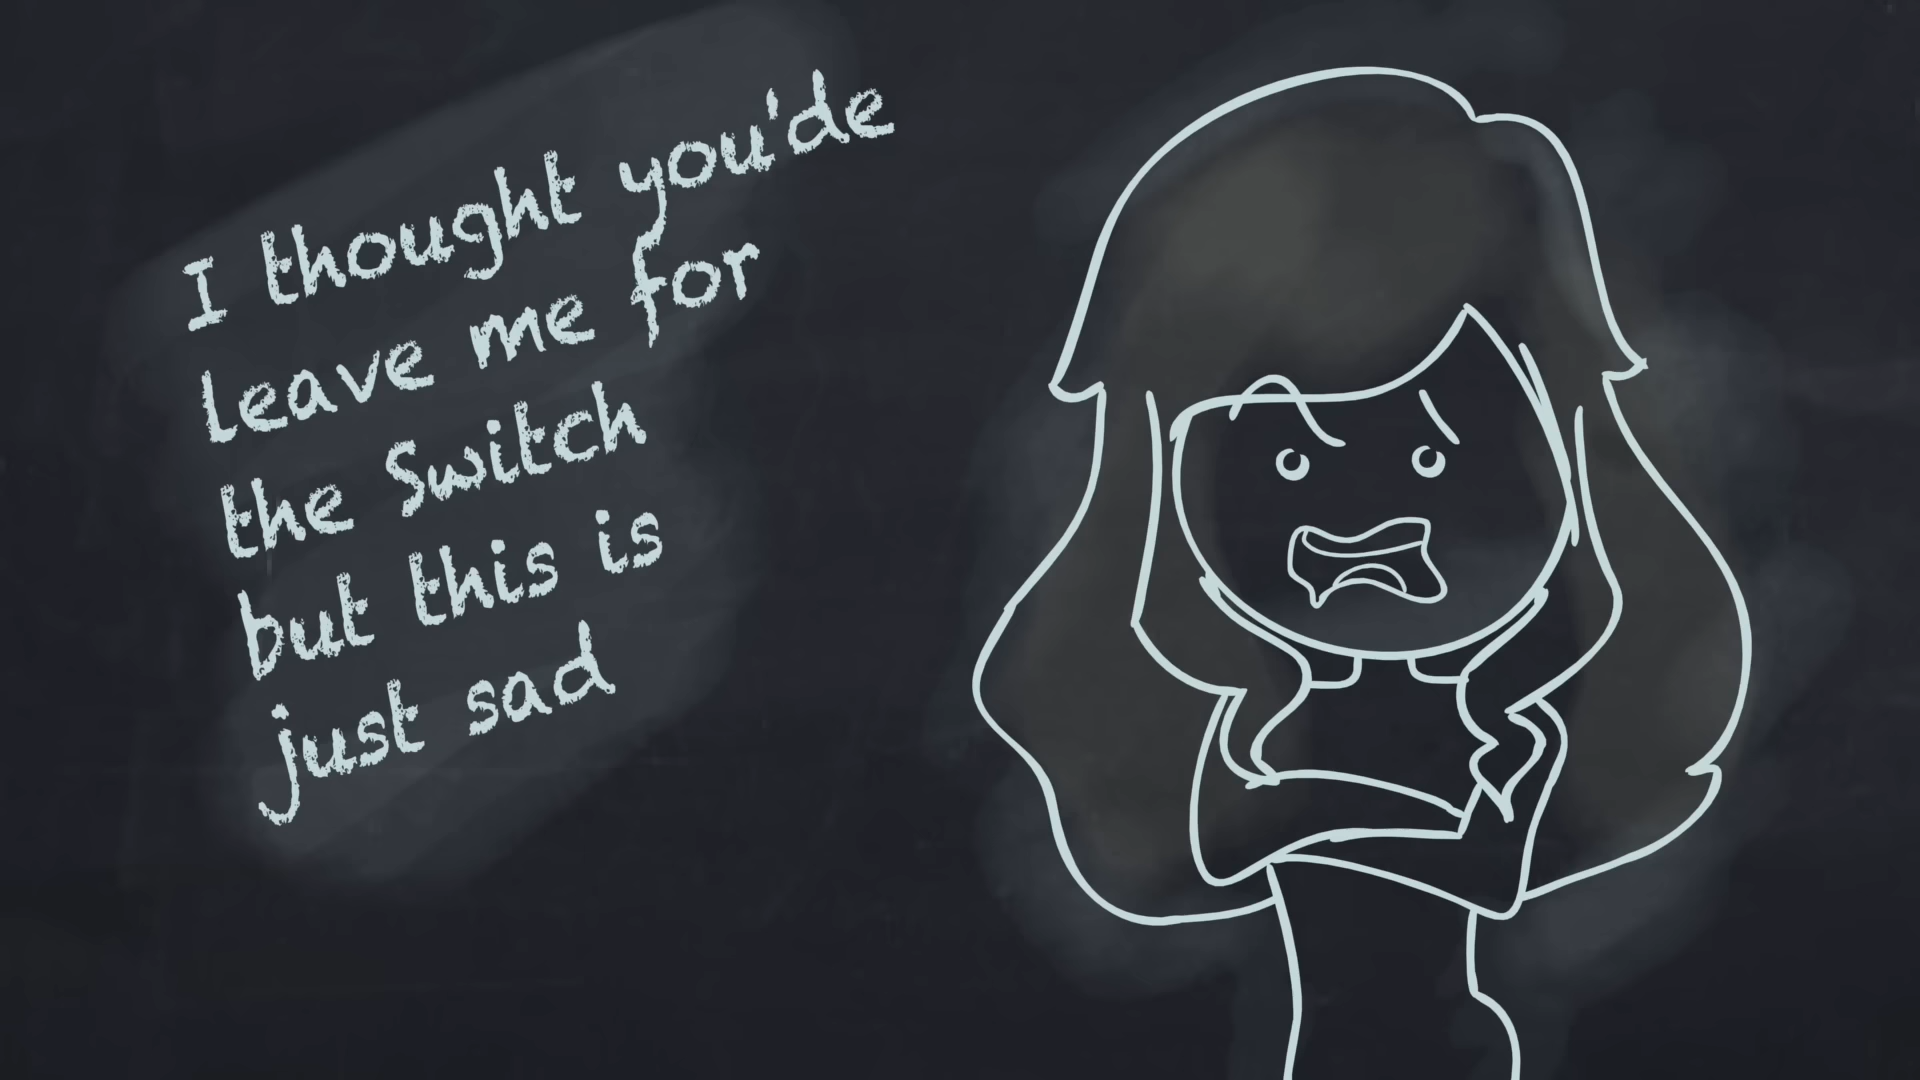 I thought you'de
leave me for
the Switch
but this is
just sad